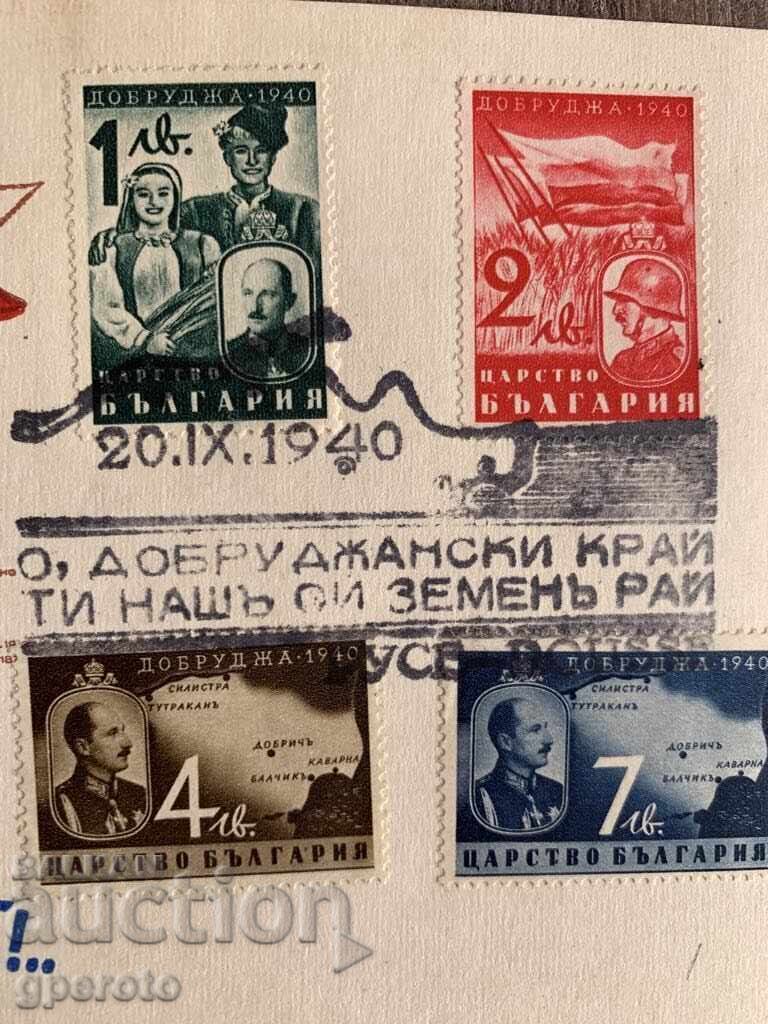 ДОБРУДЖА · 1940
1 лв.
ЦАРСТВО
БЪЛГАРИЯ
ДОБРУДЖА · 1940
2 лв.
ЦАРСТВО
БЪЛГАРИЯ
20.IX.1940
О, ДОБРУДЖАНСКИ КРАЙ
ТИ НАШЪ СИ ЗЕМЕНЪ РАЙ
ДОБРУДЖА · 1940
СИЛИСТРА
ТУТРАКАНЪ
ДОБРИЧЪ
КАВАРНА
БАЛЧИКЪ
4 лв.
ЦАРСТВО БЪЛГАРИЯ
ДОБРУДЖА · 1940
СИЛИСТРА
ТУТРАКАНЪ
ДОБРИЧЪ
КАВАРНА
БАЛЧИКЪ
7 лв.
ЦАРСТВО БЪЛГАРИЯ
auction
gperoto